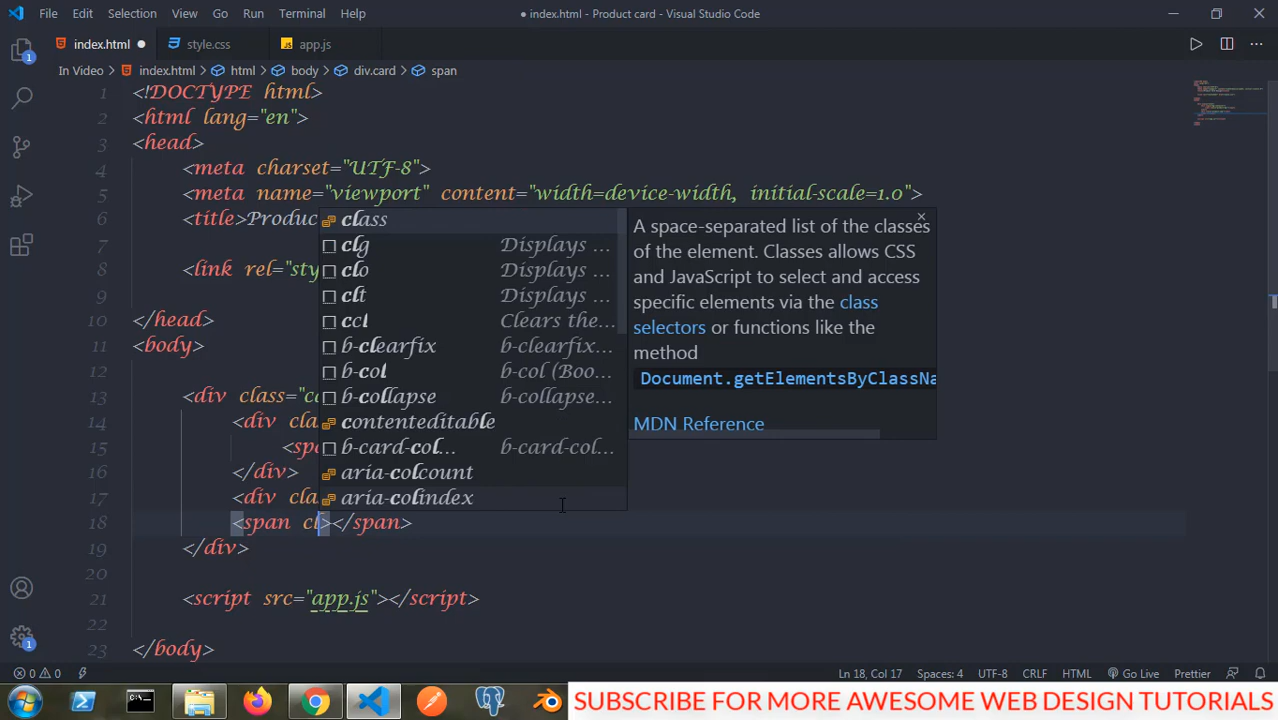 File Edit Selection View Go Run Terminal Help
● index.html - Product card - Visual Studio Code
index.html ● style.css app.js
In Video > index.html > html > body > div.card > span
1 <!DOCTYPE html>
2 <html lang="en">
3 <head>
4 <meta charset="UTF-8">
5 <meta name="viewport" content="width=device-width, initial-scale=1.0">
6 <title>Produc
7
8 <link rel="sty
9
10 </head>
11 <body>
12
13 <div class="ca
14 <div clas
15 <spa
16 </div>
17 <div clas
18 <span cl></span>
19 </div>
20
21 <script src="app.js"></script>
22
23 </body>
class
clg Displays ...
clo Displays ...
clt Displays ...
ccl Clears the...
b-clearfix b-clearfix...
b-col b-col (Boo...
b-collapse b-collapse...
contenteditable
b-card-col... b-card-col...
aria-colcount
aria-colindex
A space-separated list of the classes
of the element. Classes allows CSS
and JavaScript to select and access
specific elements via the class
selectors or functions like the
method
Document.getElementsByClassNa
MDN Reference
1
1
0 0 Ln 18, Col 17 Spaces: 4 UTF-8 CRLF HTML Go Live Prettier
SUBSCRIBE FOR MORE AWESOME WEB DESIGN TUTORIALS